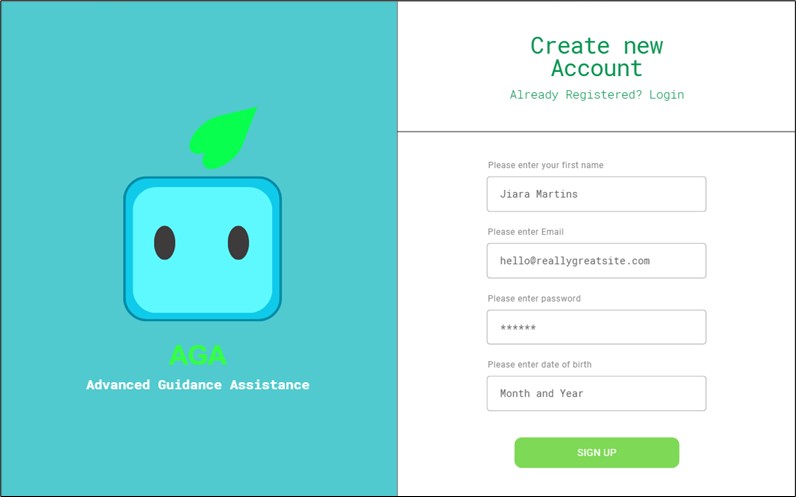 AGA
Advanced Guidance Assistance
Create new
Account
Already Registered? Login
Please enter your first name
Jiara Martins
Please enter Email
hello@reallygreatsite.com
Please enter password
******
Please enter date of birth
Month and Year
SIGN UP